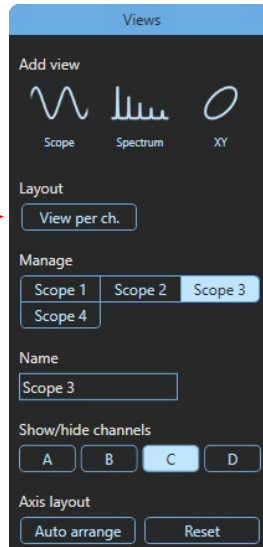 Views
Add view
Scope Spectrum XY
Layout
View per ch.
Manage
Scope 1 Scope 2 Scope 3
Scope 4
Name
Scope 3
Show/hide channels
A B C D
Axis layout
Auto arrange Reset